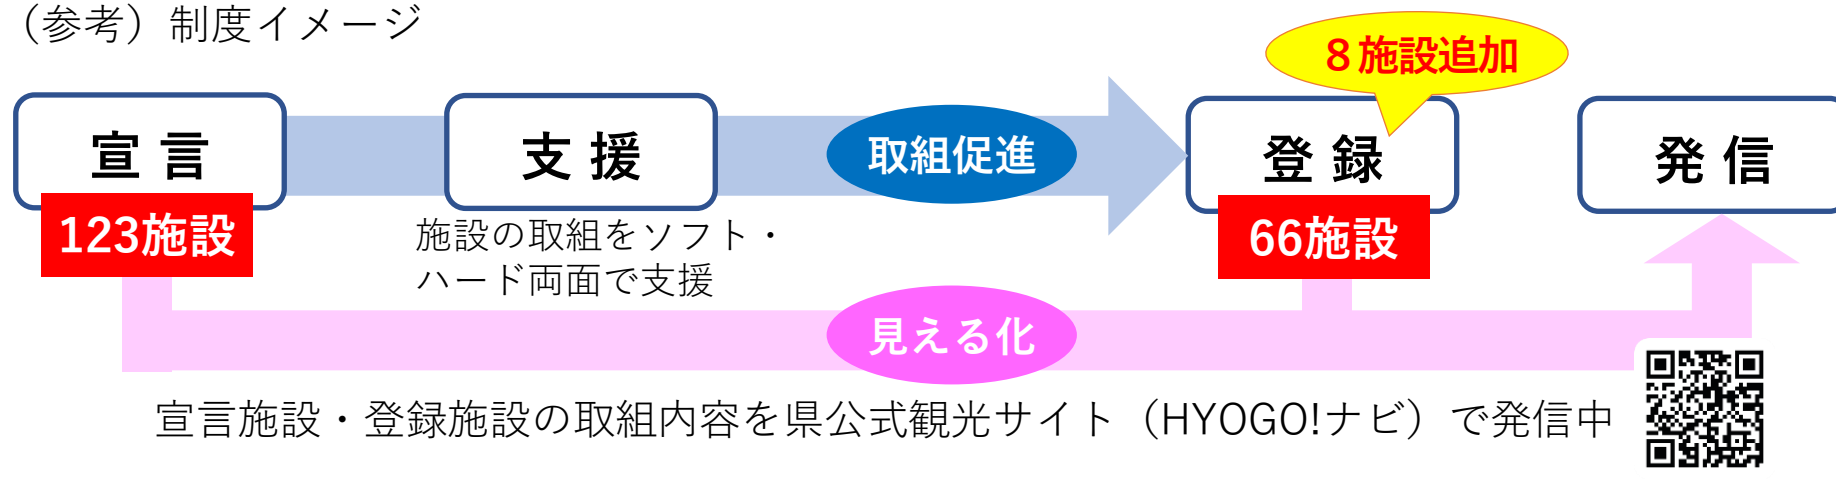 （参考）制度イメージ
８施設追加
宣 言
支 援
取組促進
登 録
発 信
123施設
66施設
施設の取組をソフト・
ハード両面で支援
見える化
宣言施設・登録施設の取組内容を県公式観光サイト（HYOGO!ナビ）で発信中